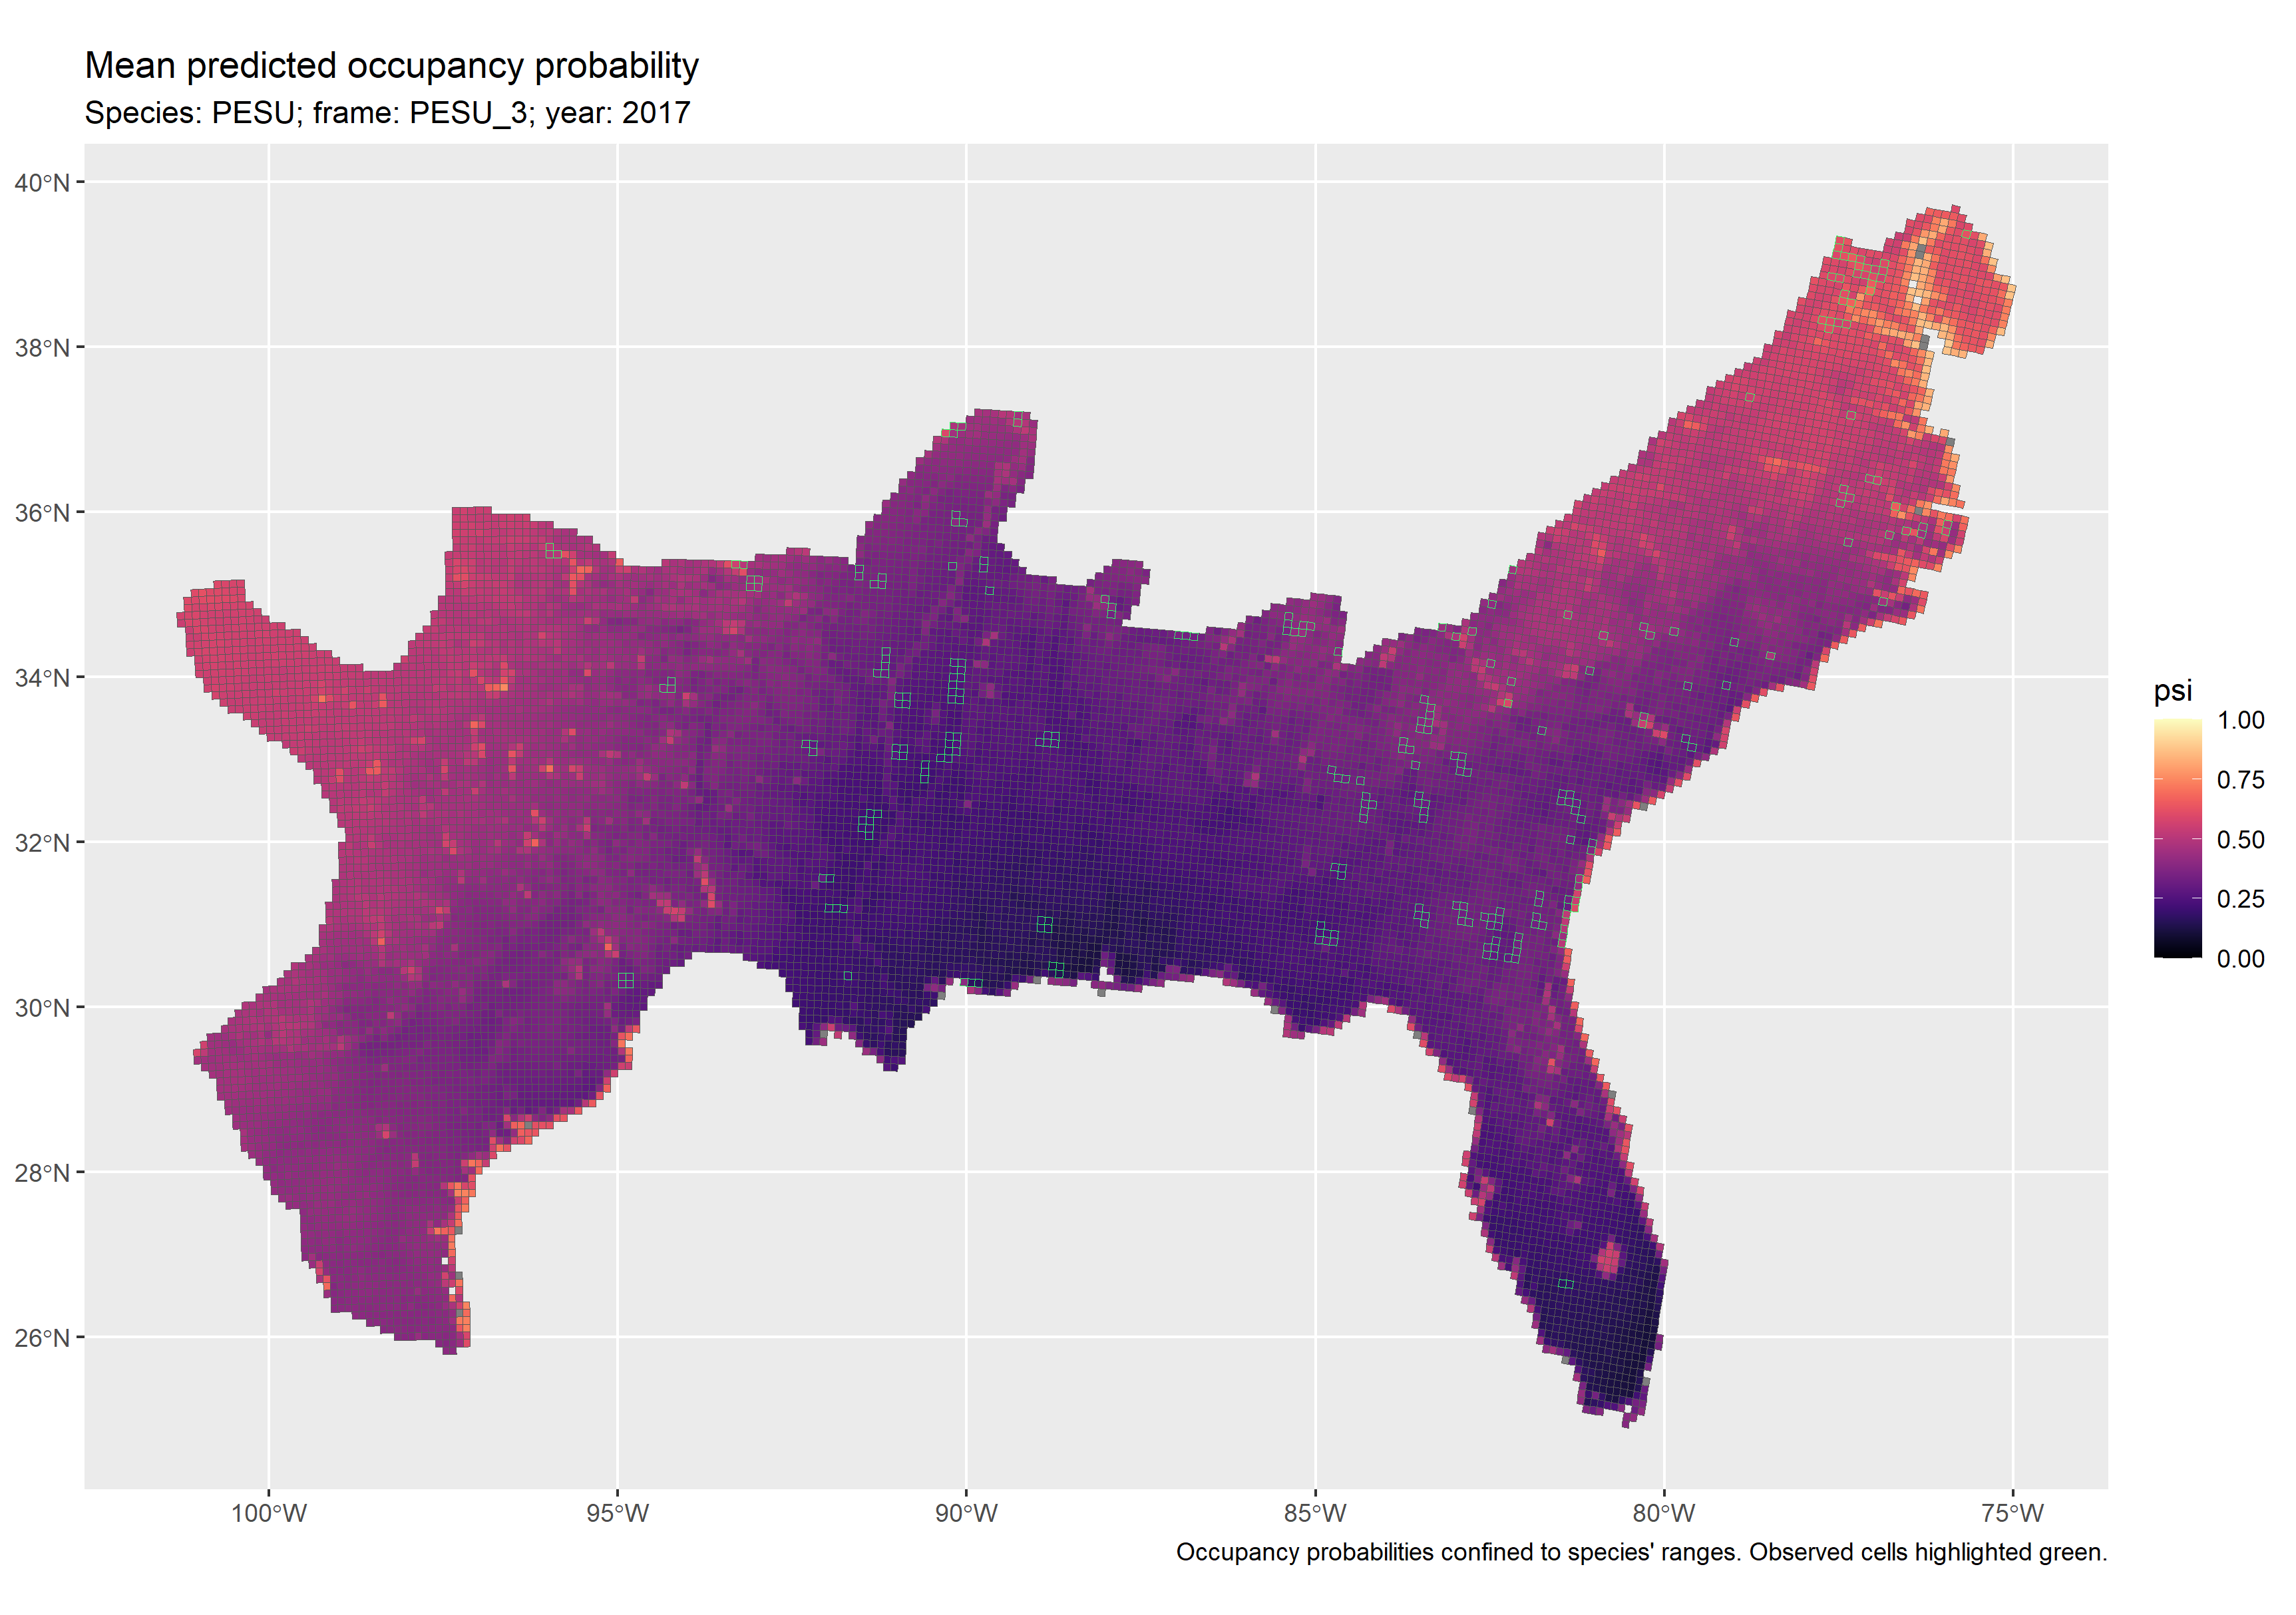 Mean predicted occupancy probability
Species: PESU; frame: PESU_3; year: 2017
40°N
38°N
36°N
34°N
32°N
30°N
28°N
26°N
100°W
95°W
90°W
85°W
80°W
75°W
psi
1.00
0.75
0.50
0.25
0.00
Occupancy probabilities confined to species' ranges. Observed cells highlighted green.